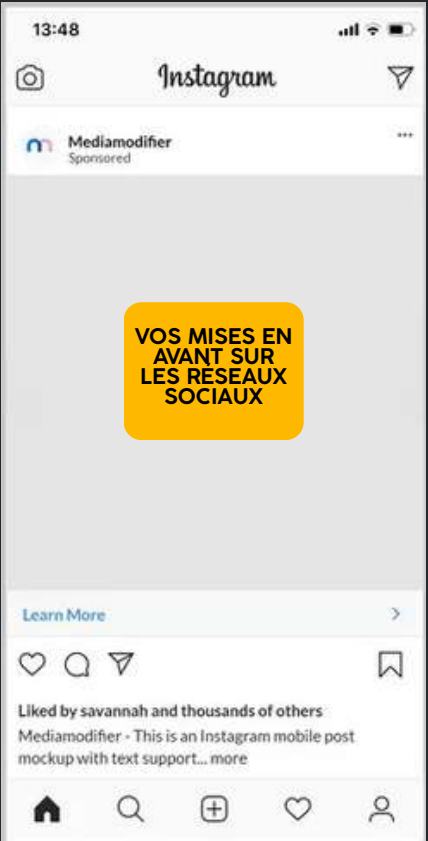 13:48
Instagram
Mediamodifier
Sponsored
VOS MISES EN
AVANT SUR
LES RÉSEAUX
SOCIAUX
Learn More
Liked by savannah and thousands of others
Mediamodifier - This is an Instagram mobile post
mockup with text support... more